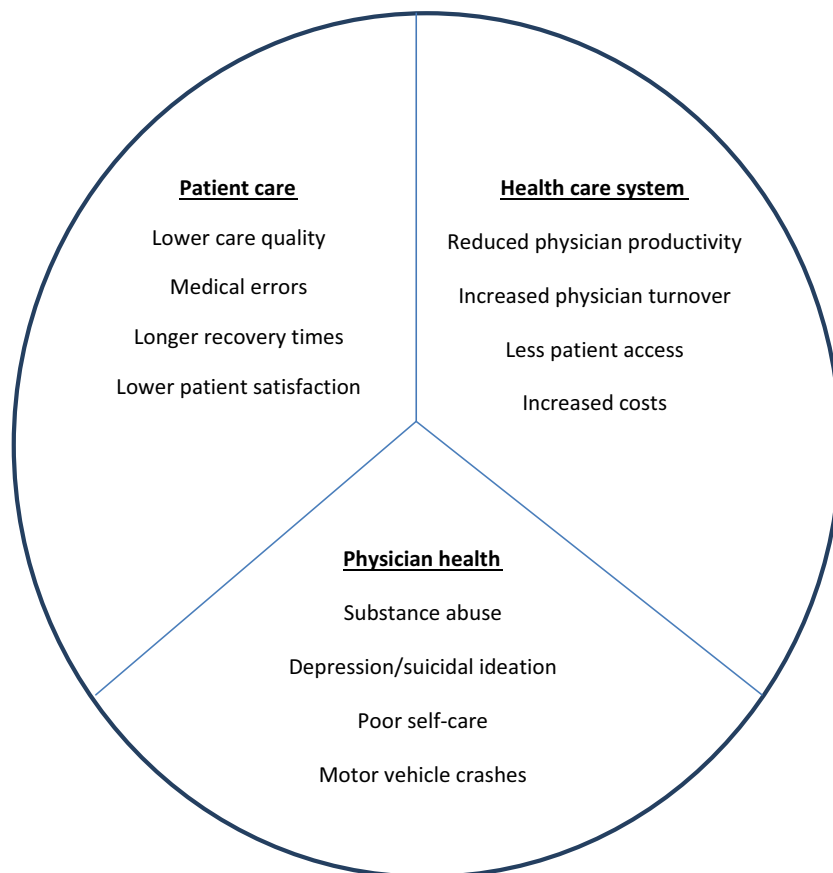 Patient care
Lower care quality
Medical errors
Longer recovery times
Lower patient satisfaction
Health care system
Reduced physician productivity
Increased physician turnover
Less patient access
Increased costs
Physician health
Substance abuse
Depression/suicidal ideation
Poor self-care
Motor vehicle crashes